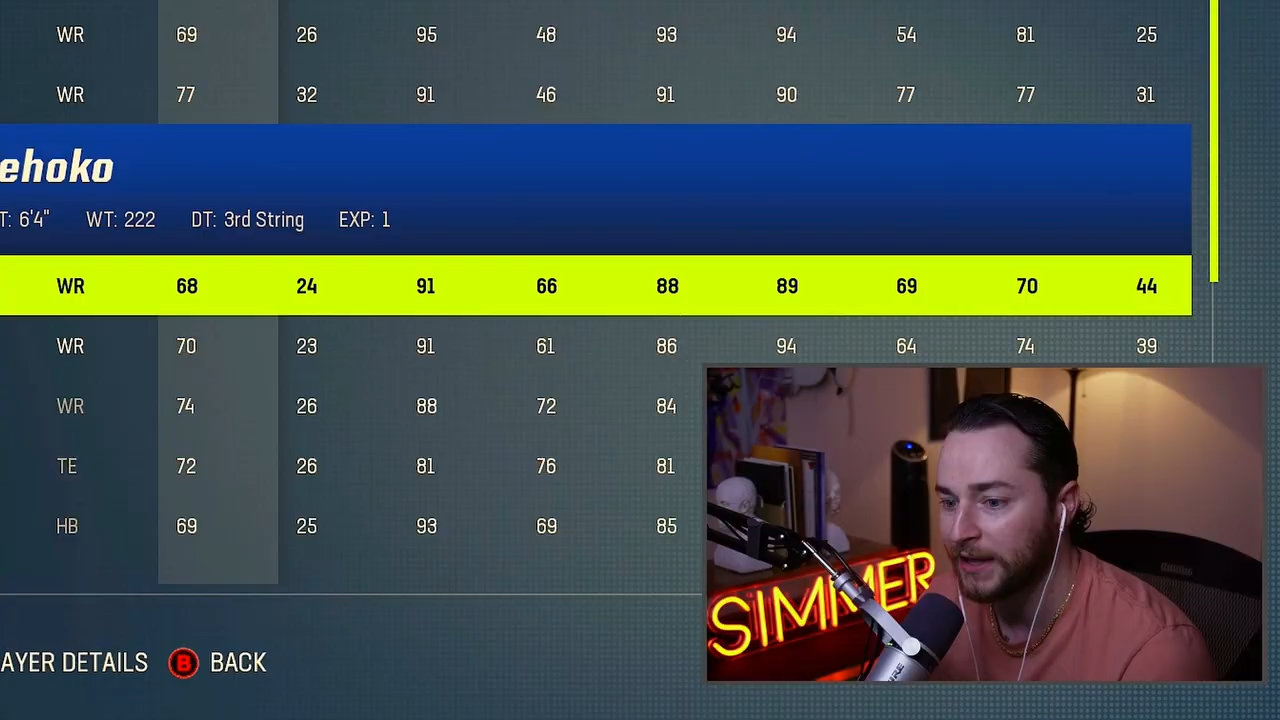 WR 69 26 95 48 93 94 54 81 25
WR 77 32 91 46 91 90 77 77 31
ehoko
T: 6'4" WT: 222 DT: 3rd String EXP: 1
WR 68 24 91 66 88 89 69 70 44
WR 70 23 91 61 86 94 64 74 39
WR 74 26 88 72 84
TE 72 26 81 76 81
HB 69 25 93 69 85
SIMMER
AYER DETAILS B BACK